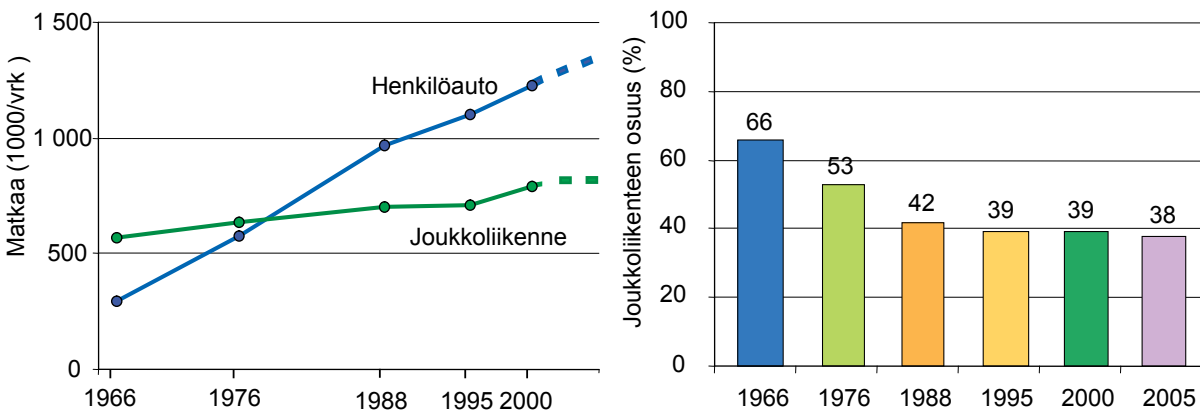 Matkaa (1000/vrk )
1 500
1 000
500
0
Henkilöauto
Joukkoliikenne
1966 1976 1988 1995 2000
Joukkoliikenteen osuus (%)
100
80
60
40
20
0
66 53 42 39 39 38
1966 1976 1988 1995 2000 2005